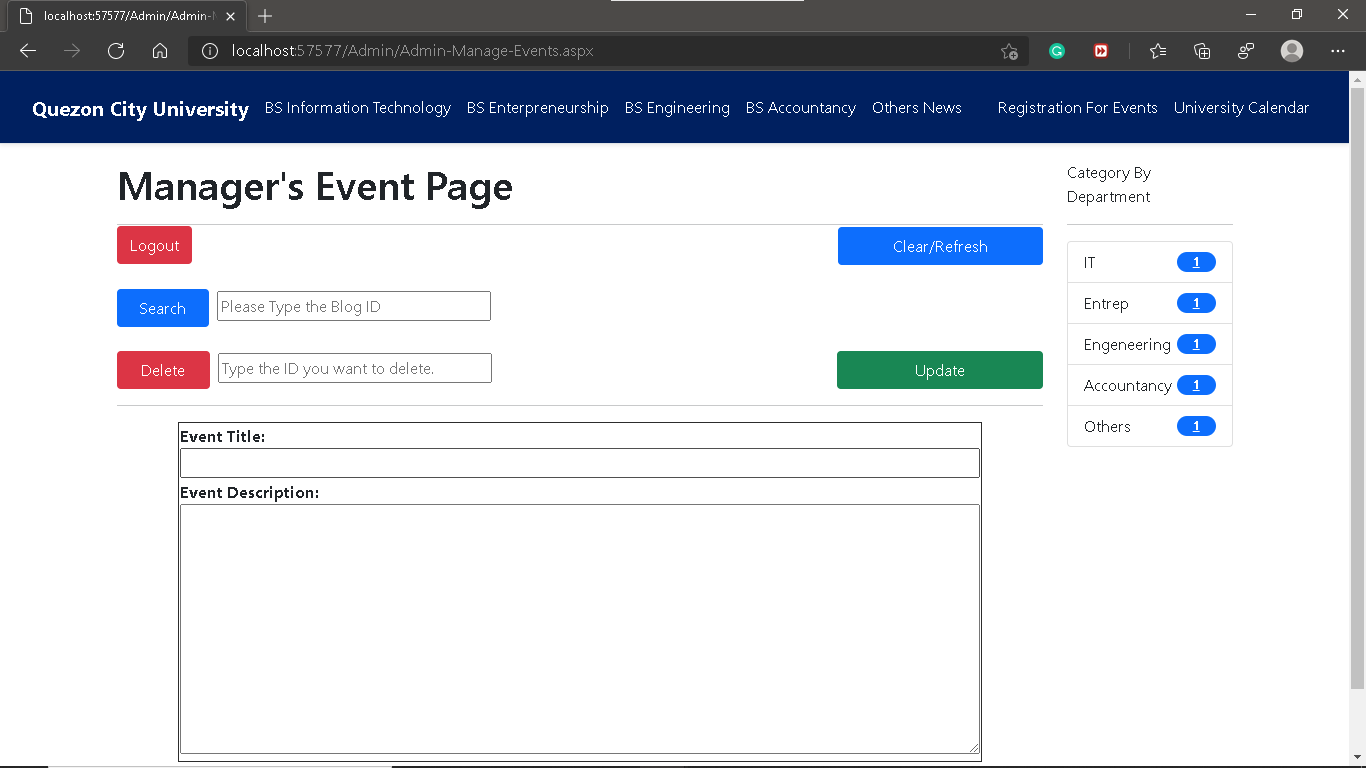 localhost:57577/Admin/Admin-M
localhost:57577/Admin/Admin-Manage-Events.aspx
Quezon City University BS Information Technology BS Enterpreneurship BS Engineering BS Accountancy Others News Registration For Events University Calendar
Manager's Event Page
Logout Clear/Refresh
Search Please Type the Blog ID
Delete Type the ID you want to delete. Update
Event Title:
Event Description:
Category By
Department
IT 1
Entrep 1
Engeneering 1
Accountancy 1
Others 1